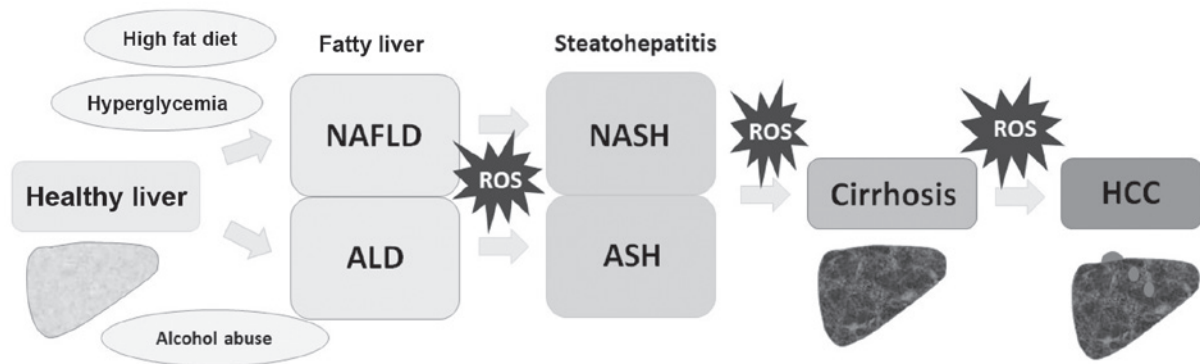 High fat diet
Hyperglycemia
Healthy liver
Alcohol abuse
Fatty liver
NAFLD
ALD
ROS
Steatohepatitis
NASH
ASH
ROS
Cirrhosis
ROS
HCC